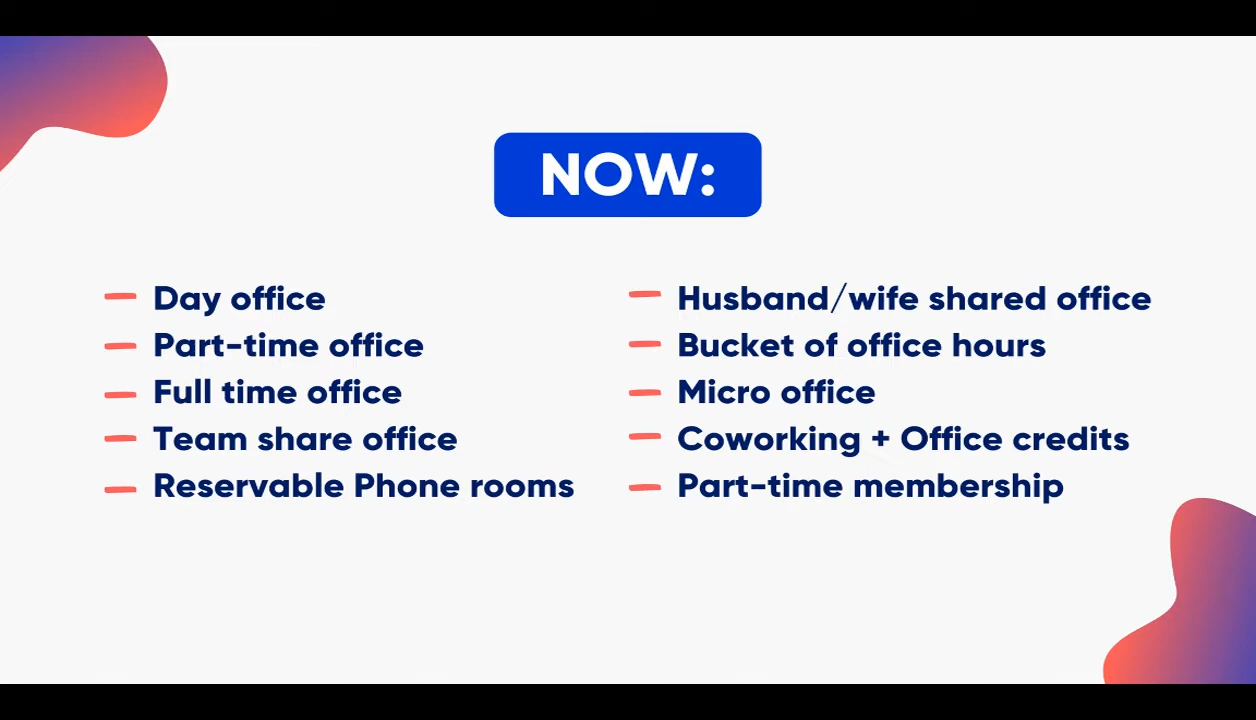 NOW:
Day office
Part-time office
Full time office
Team share office
Reservable Phone rooms
Husband/wife shared office
Bucket of office hours
Micro office
Coworking + Office credits
Part-time membership